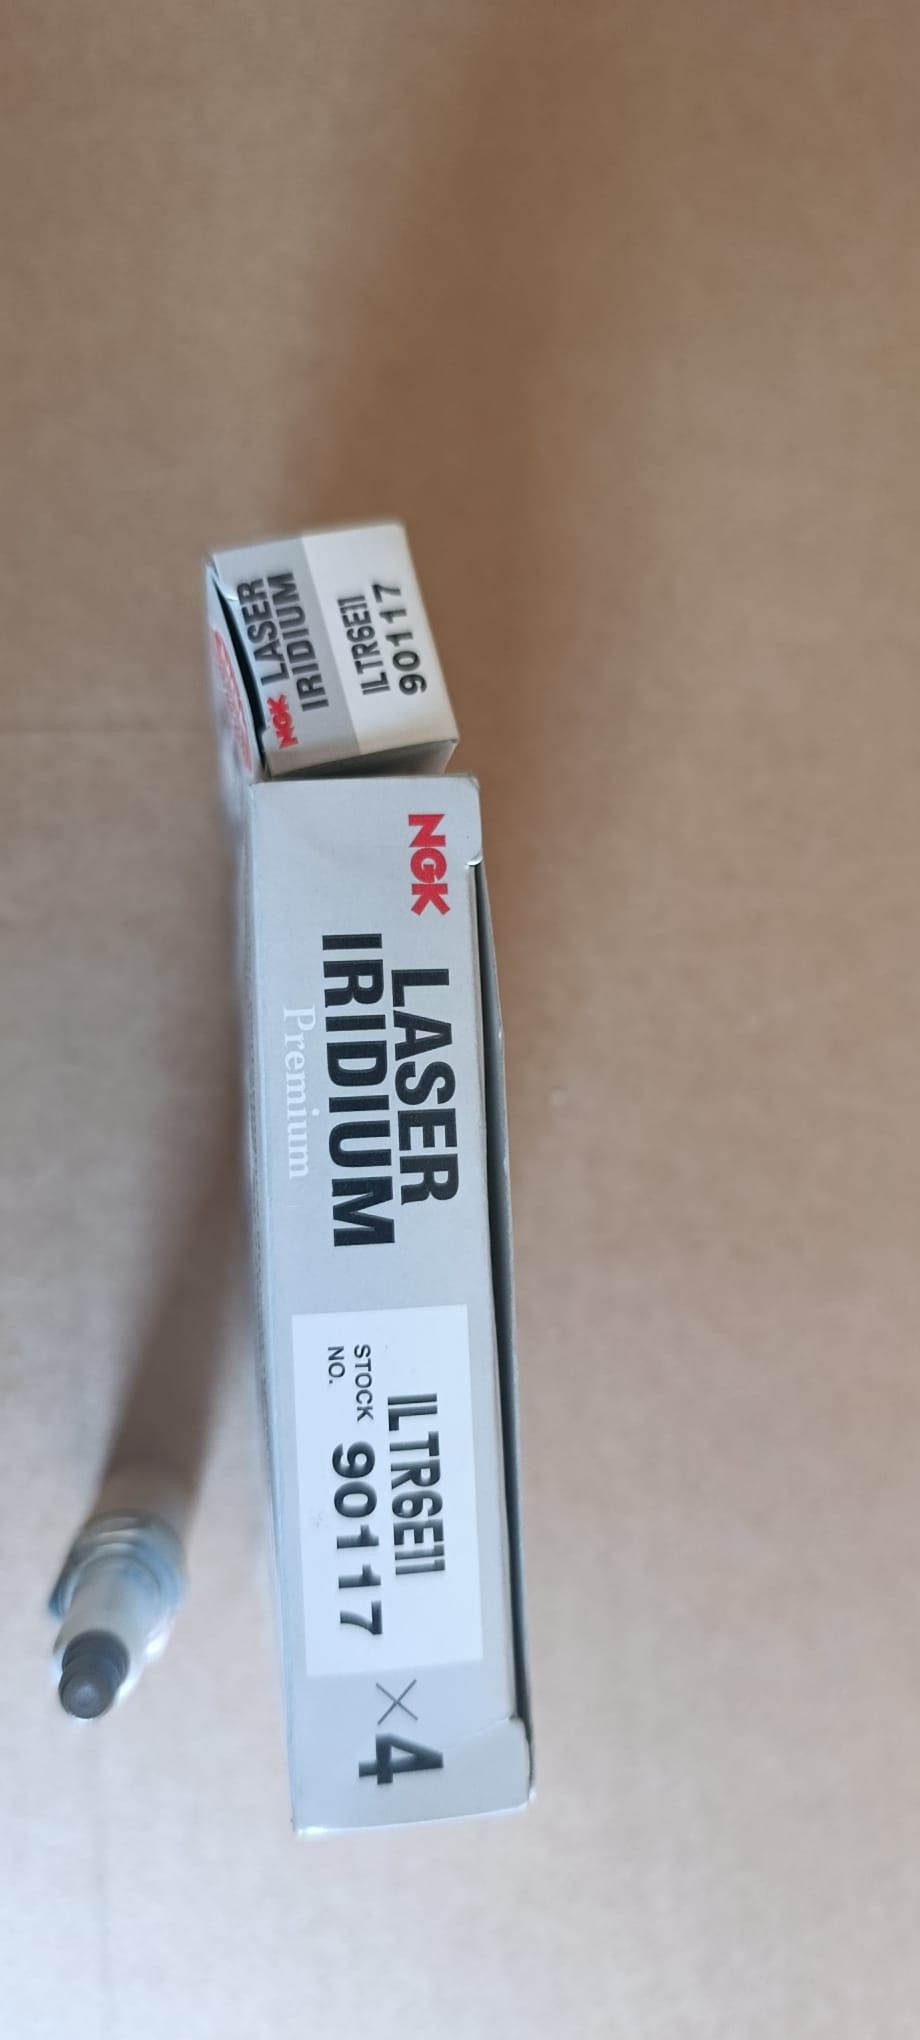 NGK LASER
IRIDIUM
ILTR6E11
90117
NGK
LASER
IRIDIUM
Premium
ILTR6E11
STOCK
NO. 90117
×4